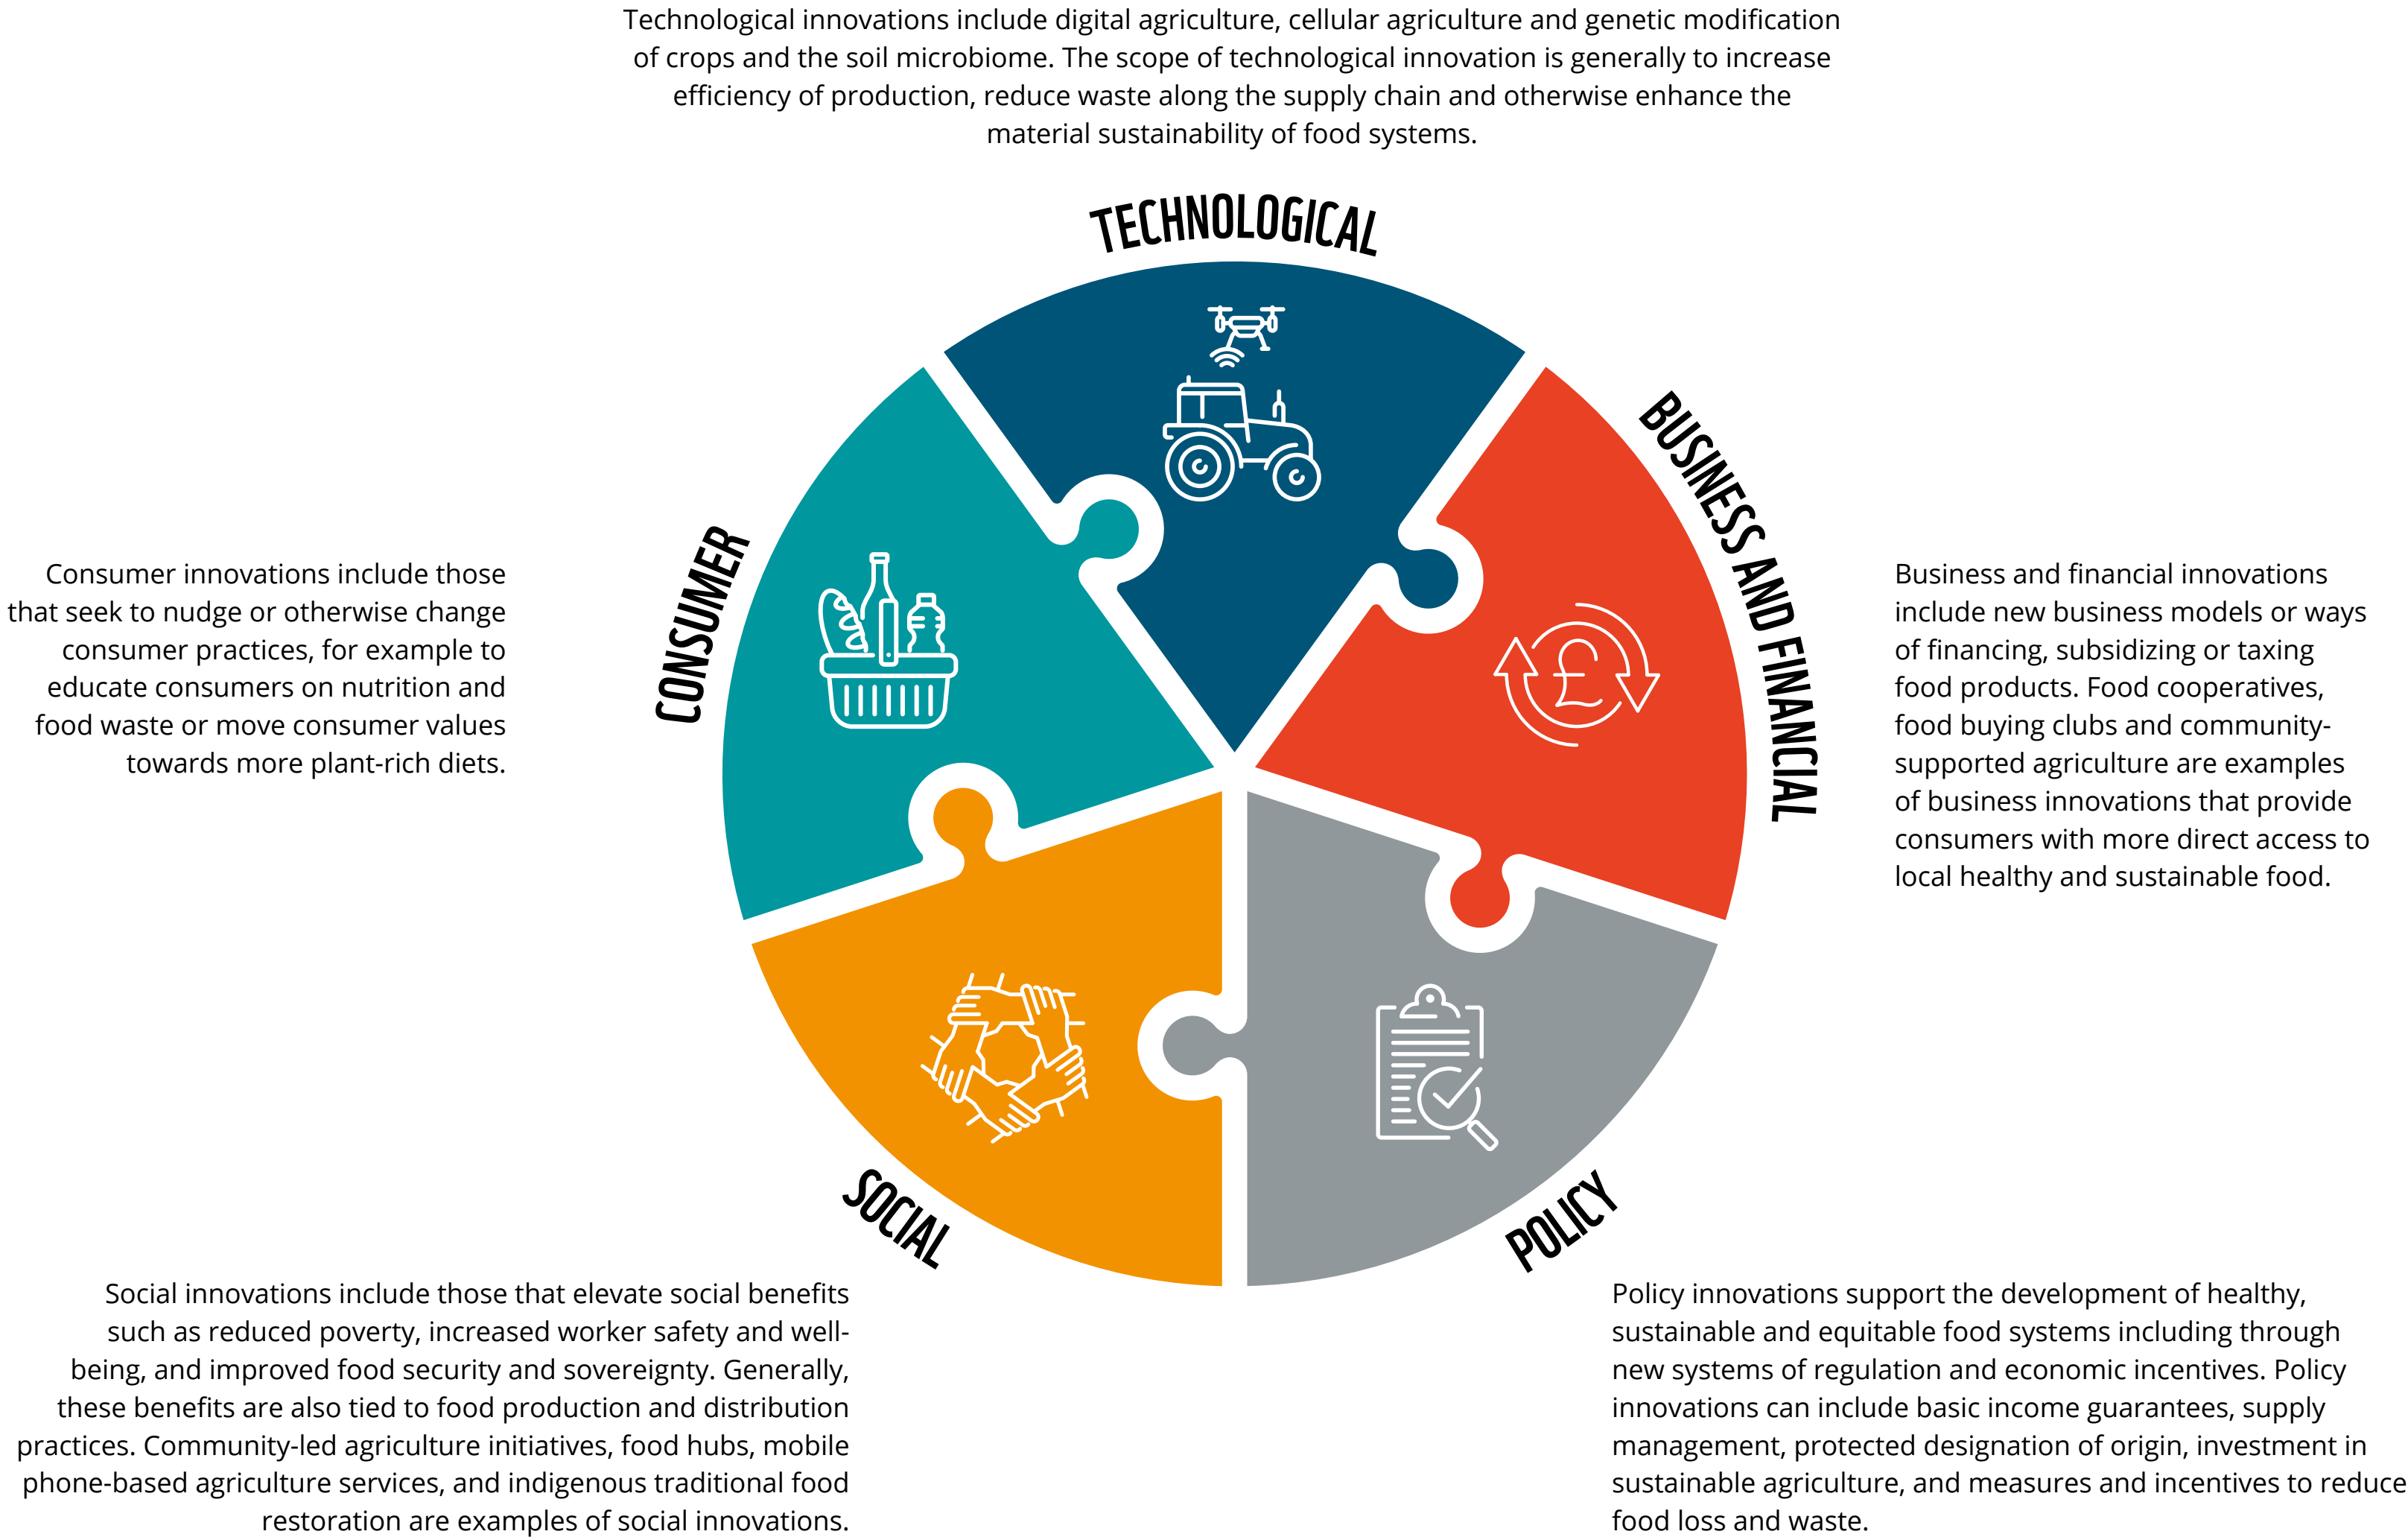 Technological innovations include digital agriculture, cellular agriculture and genetic modification
of crops and the soil microbiome. The scope of technological innovation is generally to increase
efficiency of production, reduce waste along the supply chain and otherwise enhance the
material sustainability of food systems.
TECHNOLOGICAL
BUSINESS AND FINANCIAL
Business and financial innovations
include new business models or ways
of financing, subsidizing or taxing
food products. Food cooperatives,
food buying clubs and community-
supported agriculture are examples
of business innovations that provide
consumers with more direct access to
local healthy and sustainable food.
£
POLICY
Policy innovations support the development of healthy,
sustainable and equitable food systems including through
new systems of regulation and economic incentives. Policy
innovations can include basic income guarantees, supply
management, protected designation of origin, investment in
sustainable agriculture, and measures and incentives to reduce
food loss and waste.
SOCIAL
Social innovations include those that elevate social benefits
such as reduced poverty, increased worker safety and well-
being, and improved food security and sovereignty. Generally,
these benefits are also tied to food production and distribution
practices. Community-led agriculture initiatives, food hubs, mobile
phone-based agriculture services, and indigenous traditional food
restoration are examples of social innovations.
CONSUMER
Consumer innovations include those
that seek to nudge or otherwise change
consumer practices, for example to
educate consumers on nutrition and
food waste or move consumer values
towards more plant-rich diets.